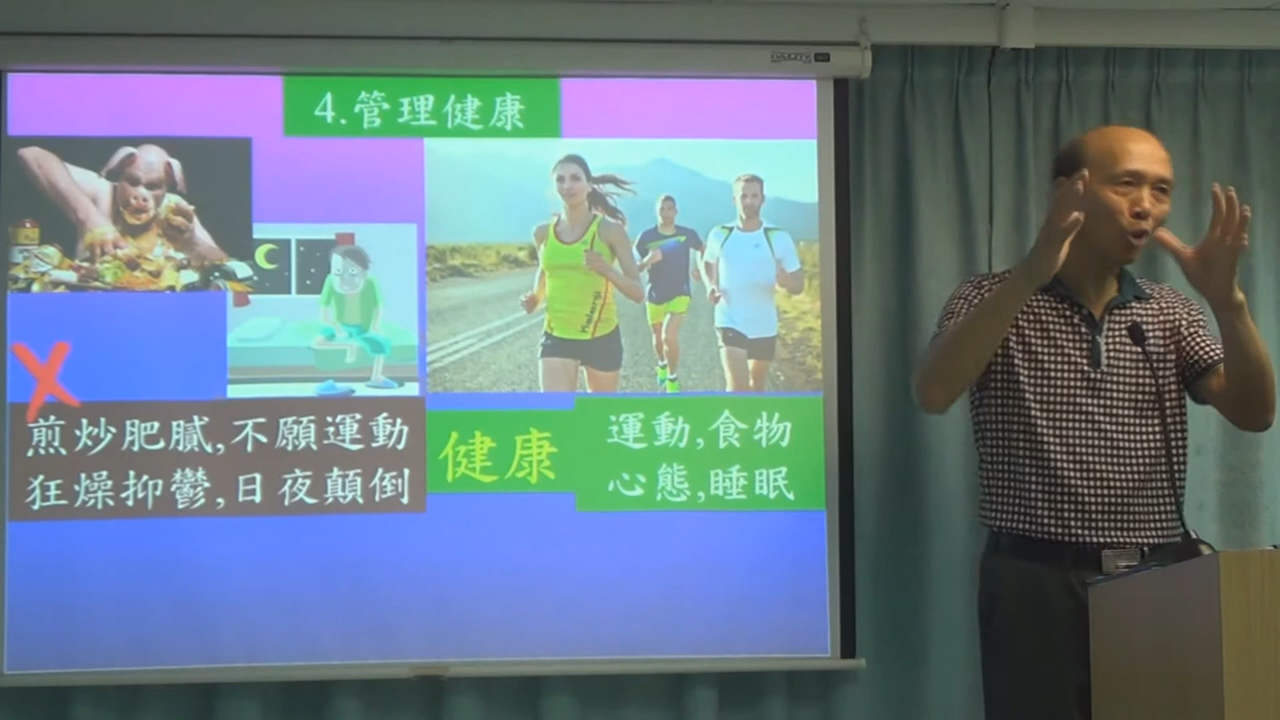 4.管理健康
X
煎炒肥膩,不願運動
狂燥抑鬱,日夜顛倒
健康
運動,食物
心態,睡眠